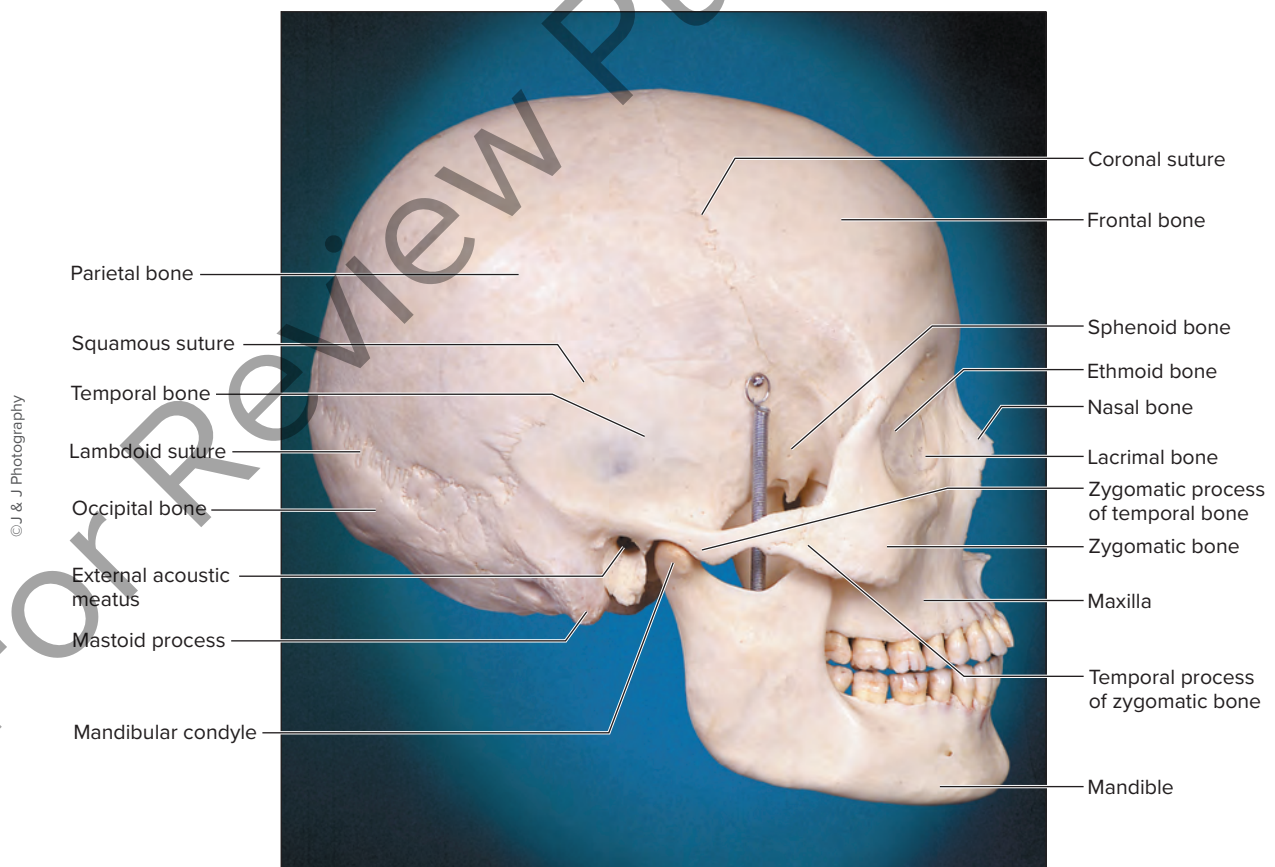 Coronal suture
Frontal bone
Parietal bone
Sphenoid bone
Squamous suture
Ethmoid bone
Temporal bone
Nasal bone
Lambdoid suture
Lacrimal bone
Zygomatic process
of temporal bone
Occipital bone
Zygomatic bone
External acoustic
meatus
Maxilla
Mastoid process
Temporal process
of zygomatic bone
Mandibular condyle
Mandible
©J & J Photography
For Review